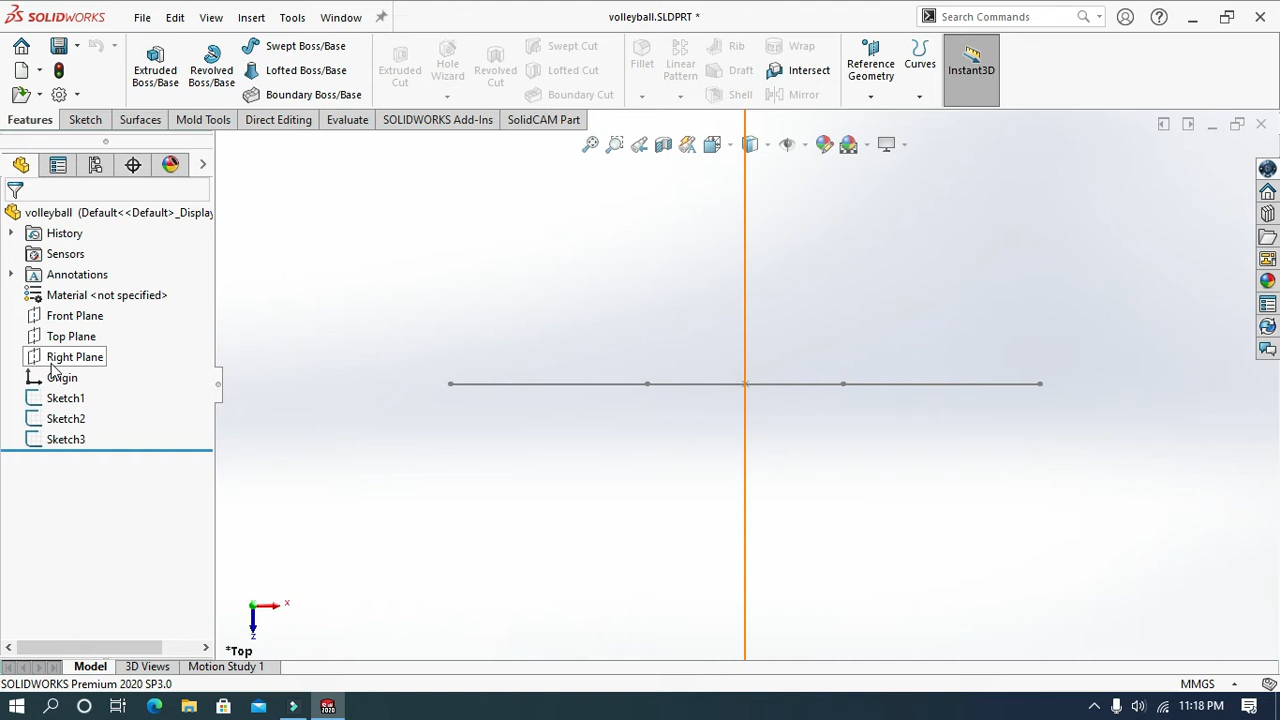 SOLIDWORKS File Edit View Insert Tools Window volleyball.SLDPRT * Search Commands
Extruded Boss/Base
Revolved Boss/Base
Swept Boss/Base
Lofted Boss/Base
Boundary Boss/Base
Extruded Cut
Hole Wizard
Revolved Cut
Swept Cut
Lofted Cut
Boundary Cut
Fillet
Linear Pattern
Rib
Draft
Shell
Wrap
Intersect
Mirror
Reference Geometry
Curves
Instant3D
Features Sketch Surfaces Mold Tools Direct Editing Evaluate SOLIDWORKS Add-Ins SolidCAM Part
volleyball (Default<<Default>_Display
History
Sensors
Annotations
Material <not specified>
Front Plane
Top Plane
Right Plane
Origin
Sketch1
Sketch2
Sketch3
x
z
*Top
Model 3D Views Motion Study 1
SOLIDWORKS Premium 2020 SP3.0 MMGS
11:18 PM